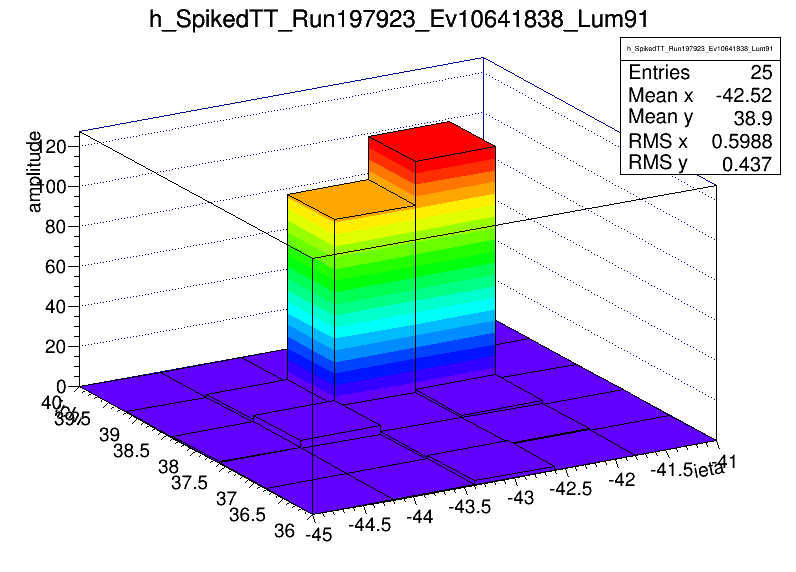 h_SpikedTT_Run197923_Ev10641838_Lum91
h_SpikedTT_Run197923_Ev10641838_Lum91
Entries 25
Mean x -42.52
Mean y 38.9
RMS x 0.5988
RMS y 0.437
amplitude
120
100
80
60
40
20
0
40
39.5
39
38.5
38
37.5
37
36.5
36
-45
-44.5
-44
-43.5
-43
-42.5
-42
-41.5
-41
ieta